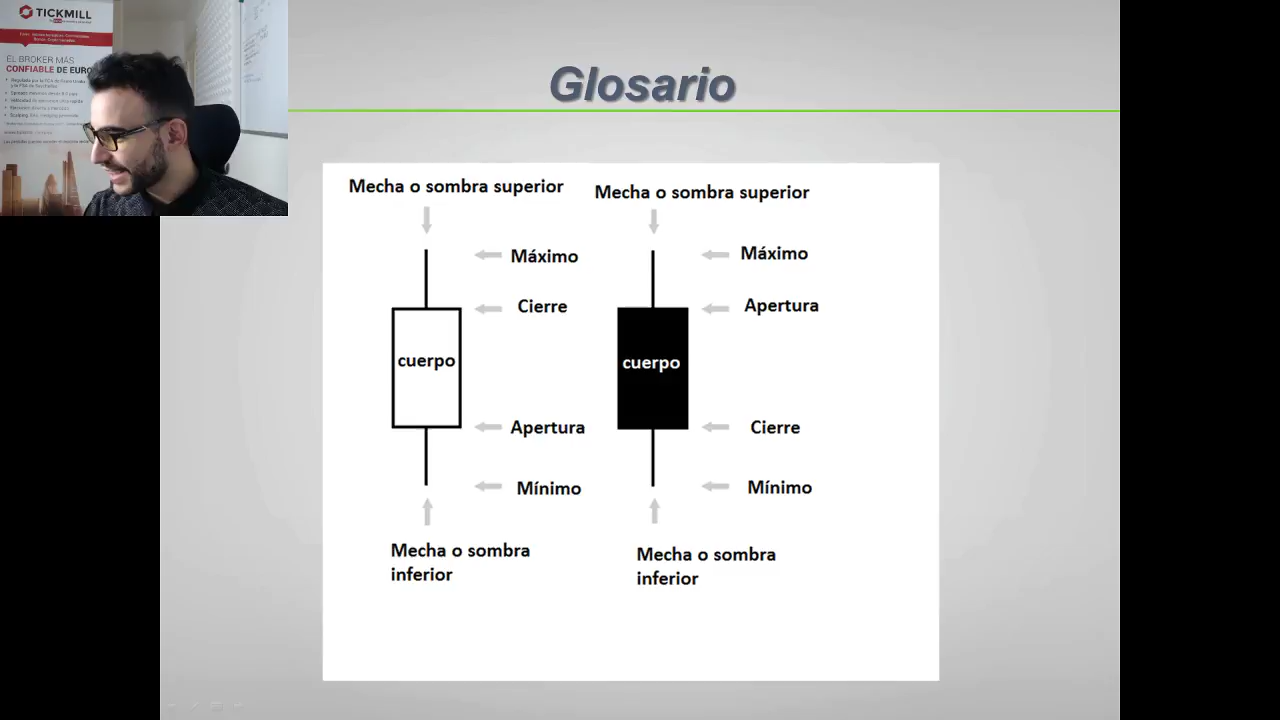 TICKMILL
EL BROKER MÁS
CONFIABLE DE EURO
Glosario
Mecha o sombra superior
Mecha o sombra superior
Máximo
Máximo
Cierre
Apertura
cuerpo
cuerpo
Apertura
Cierre
Mínimo
Mínimo
Mecha o sombra
inferior
Mecha o sombra
inferior